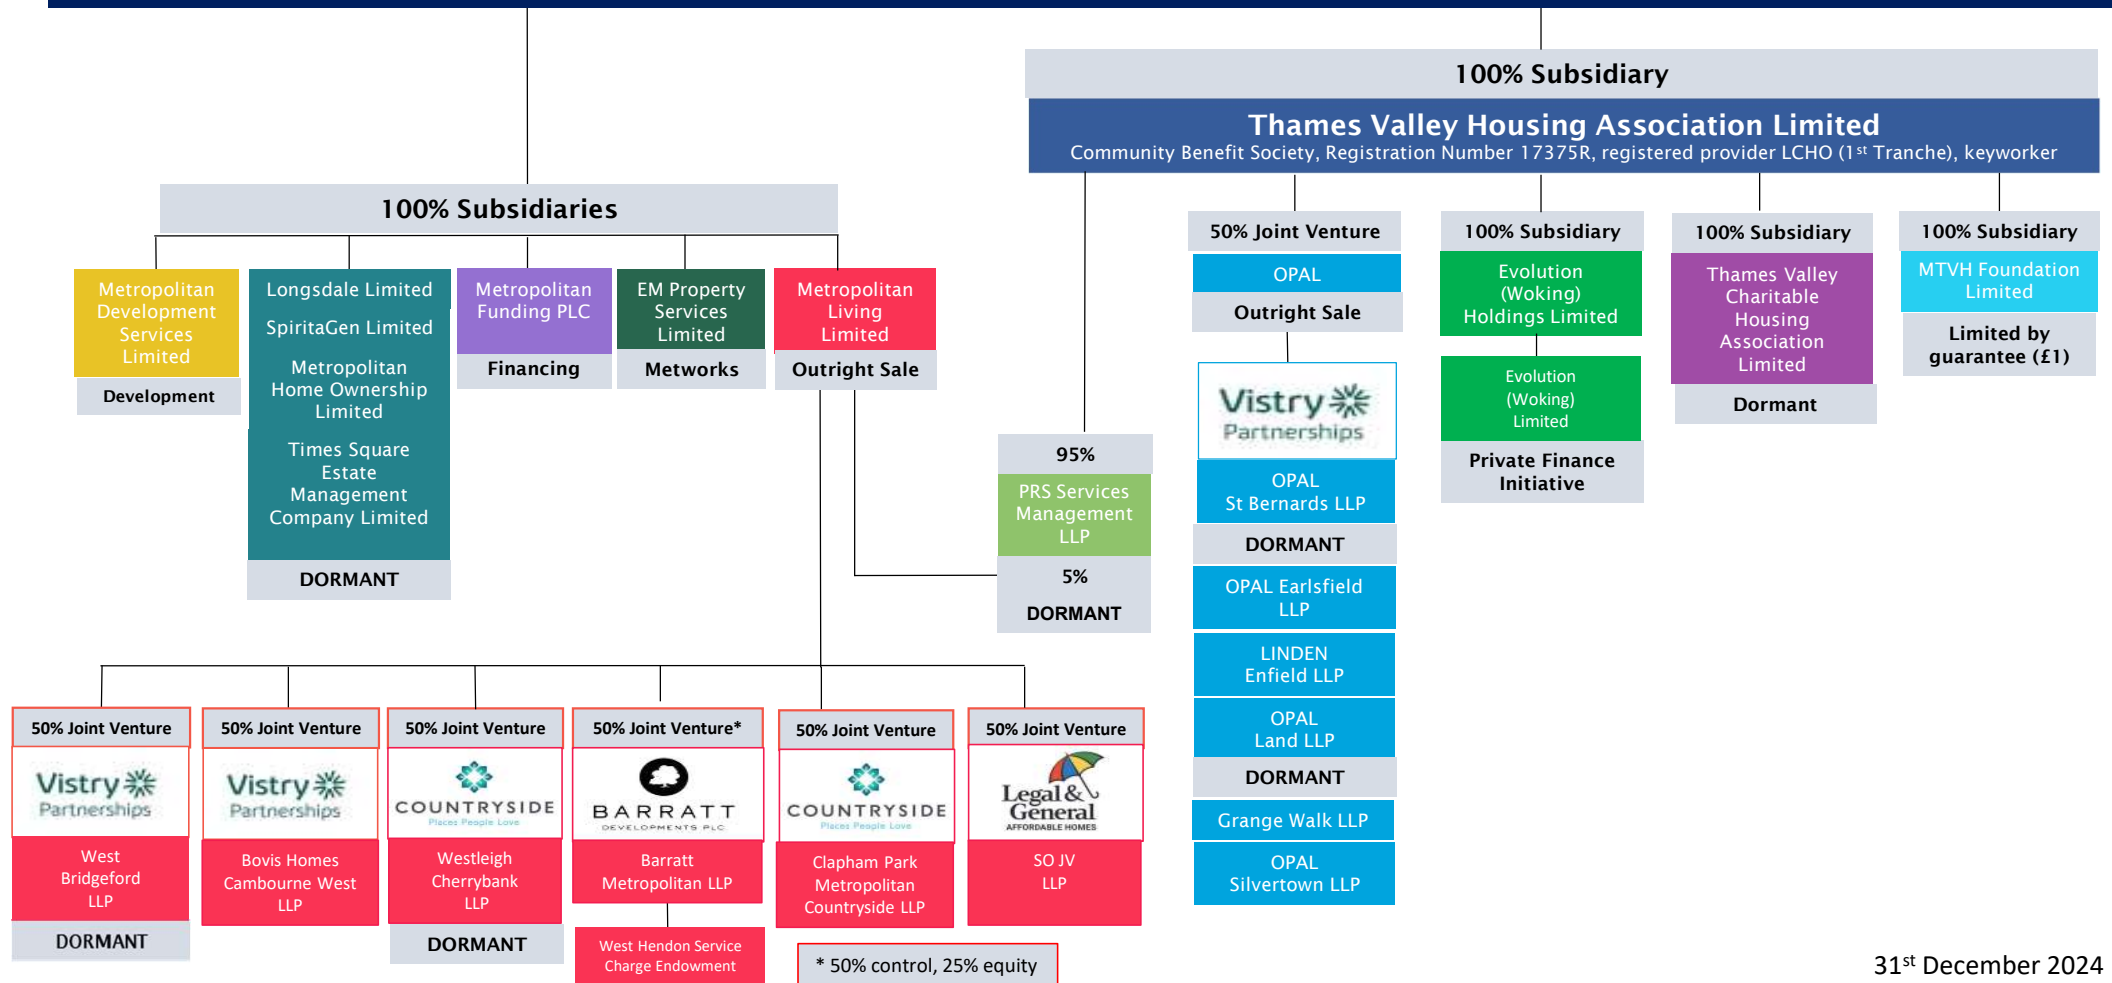 100% Subsidiary
Thames Valley Housing Association Limited
Community Benefit Society, Registration Number 17375R, registered provider LCHO (1st Tranche), keyworker
100% Subsidiaries
Metropolitan
Development
Services
Limited
Development
Longsdale Limited
SpiritaGen Limited
Metropolitan
Home Ownership
Limited
Times Square
Estate
Management
Company Limited
DORMANT
Metropolitan
Funding PLC
Financing
EM Property
Services
Limited
Metworks
Metropolitan
Living
Limited
Outright Sale
95%
PRS Services
Management
LLP
5%
DORMANT
50% Joint Venture
OPAL
Outright Sale
Vistry
Partnerships
OPAL
St Bernards LLP
DORMANT
OPAL Earlsfield
LLP
LINDEN
Enfield LLP
OPAL
Land LLP
DORMANT
Grange Walk LLP
OPAL
Silvertown LLP
100% Subsidiary
Evolution
(Woking)
Holdings Limited
Evolution
(Woking)
Limited
Private Finance
Initiative
100% Subsidiary
Thames Valley
Charitable
Housing
Association
Limited
Dormant
100% Subsidiary
MTVH Foundation
Limited
Limited by
guarantee (£1)
50% Joint Venture
Vistry
Partnerships
West
Bridgeford
LLP
DORMANT
50% Joint Venture
Vistry
Partnerships
Bovis Homes
Cambourne West
LLP
50% Joint Venture
COUNTRYSIDE
Places People Love
Westleigh
Cherrybank
LLP
DORMANT
50% Joint Venture*
BARRATT
DEVELOPMENTS PLC
Barratt
Metropolitan LLP
West Hendon Service
Charge Endowment
50% Joint Venture
COUNTRYSIDE
Places People Love
Clapham Park
Metropolitan
Countryside LLP
50% Joint Venture
Legal &
General
AFFORDABLE HOMES
SO JV
LLP
* 50% control, 25% equity
31st December 2024